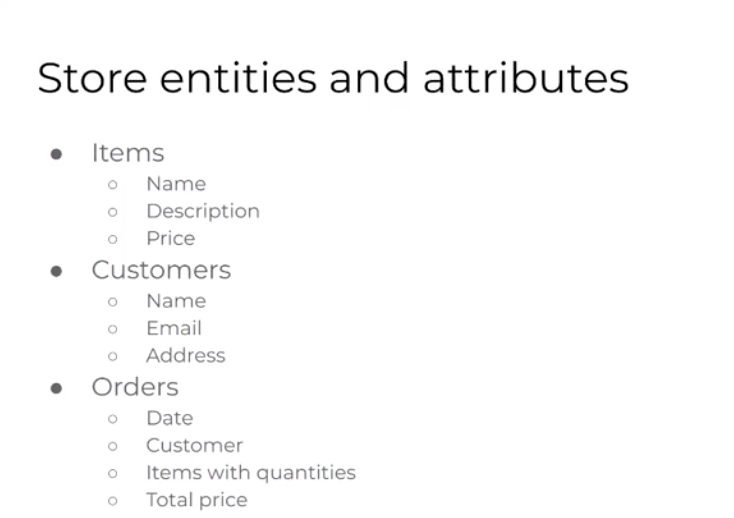 Store entities and attributes
Items
Name
Description
Price
Customers
Name
Email
Address
Orders
Date
Customer
Items with quantities
Total price